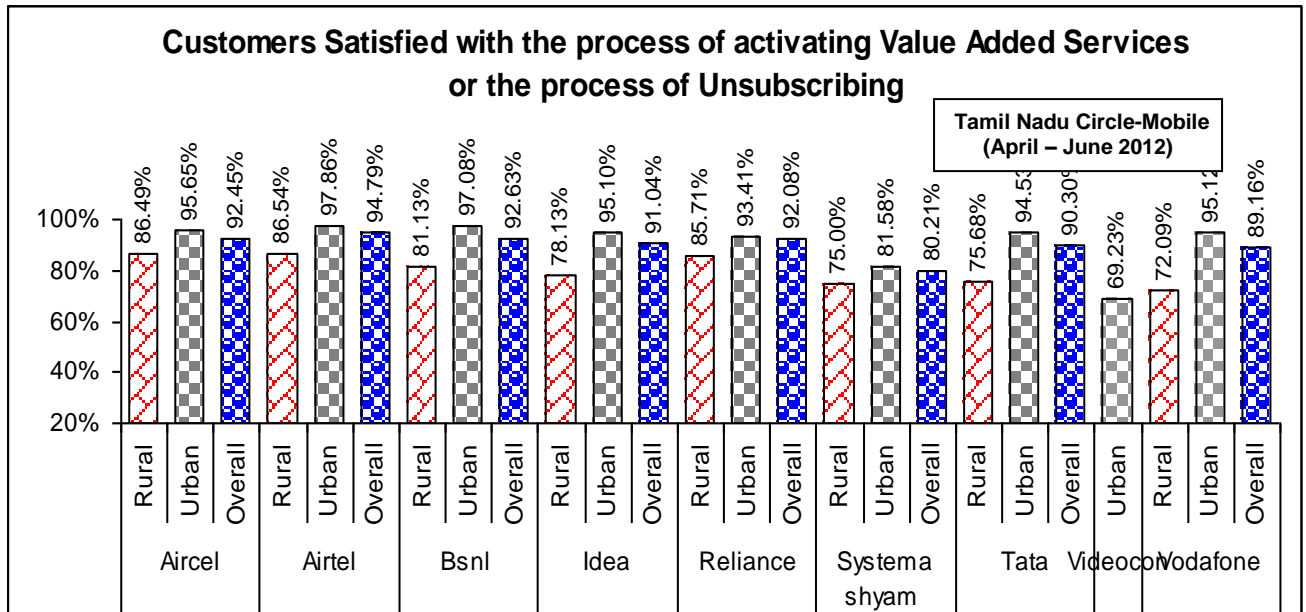 Customers Satisfied with the process of activating Value Added Services
or the process of Unsubscribing
Tamil Nadu Circle-Mobile
(April – June 2012)
86.49% 95.65% 92.45% 86.54% 97.86% 94.79% 81.13% 97.08% 92.63% 78.13% 95.10% 91.04% 85.71% 93.41% 92.08% 75.00% 81.58% 80.21% 75.68% 94.53 90.30% 69.23% 72.09% 95.12 89.16%
100%
80%
60%
40%
20%
Rural Urban Overall Rural Urban Overall Rural Urban Overall Rural Urban Overall Rural Urban Overall Rural Urban Overall Rural Urban Overall Urban Rural Urban Overall
Aircel Airtel Bsnl Idea Reliance Systema Tata Videocon Vodafone
shyam